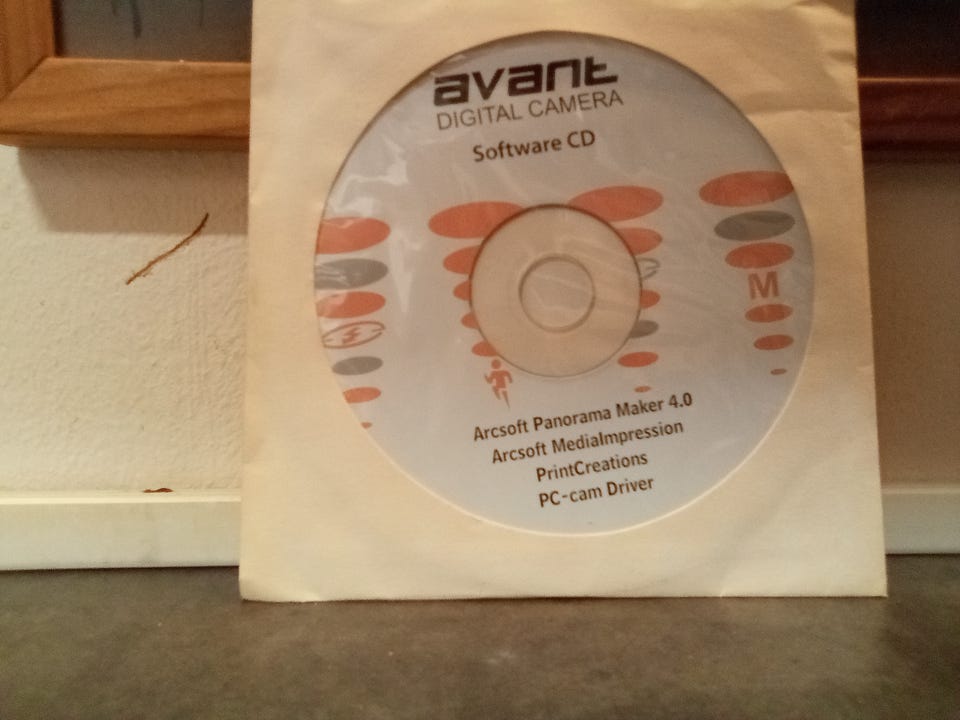 avant
DIGITAL CAMERA
Software CD
M
Arcsoft Panorama Maker 4.0
Arcsoft MediaImpression
PrintCreations
PC-cam Driver